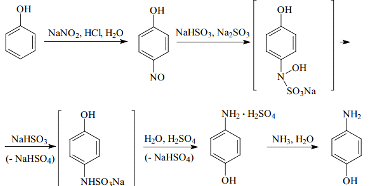 OH
NaNO₂, HCl, H₂O
OH
NO
NaHSO₃, Na₂SO₃
OH
OH
N
SO₃Na
NaHSO₃
(- NaHSO₄)
OH
NHSO₃Na
H₂O, H₂SO₄
(- NaHSO₄)
NH₂ · H₂SO₄
OH
NH₃, H₂O
NH₂
OH